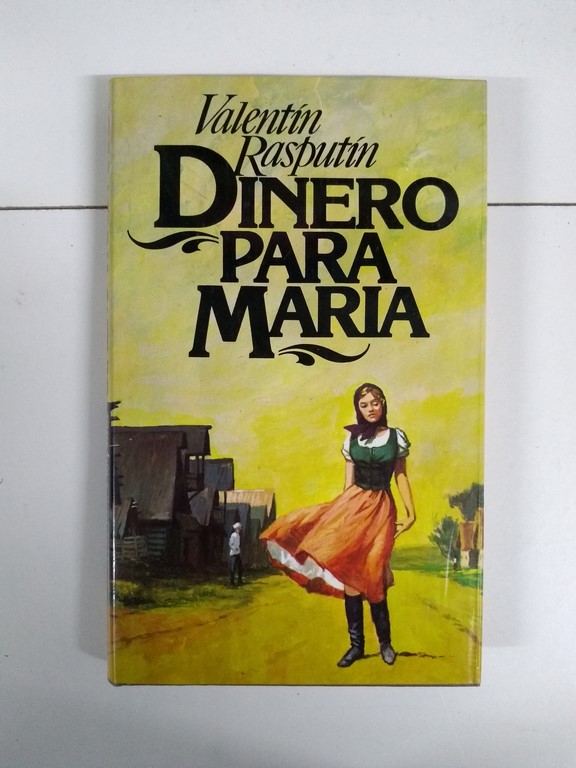 Valentín
Rasputín
DINERO
PARA
MARIA